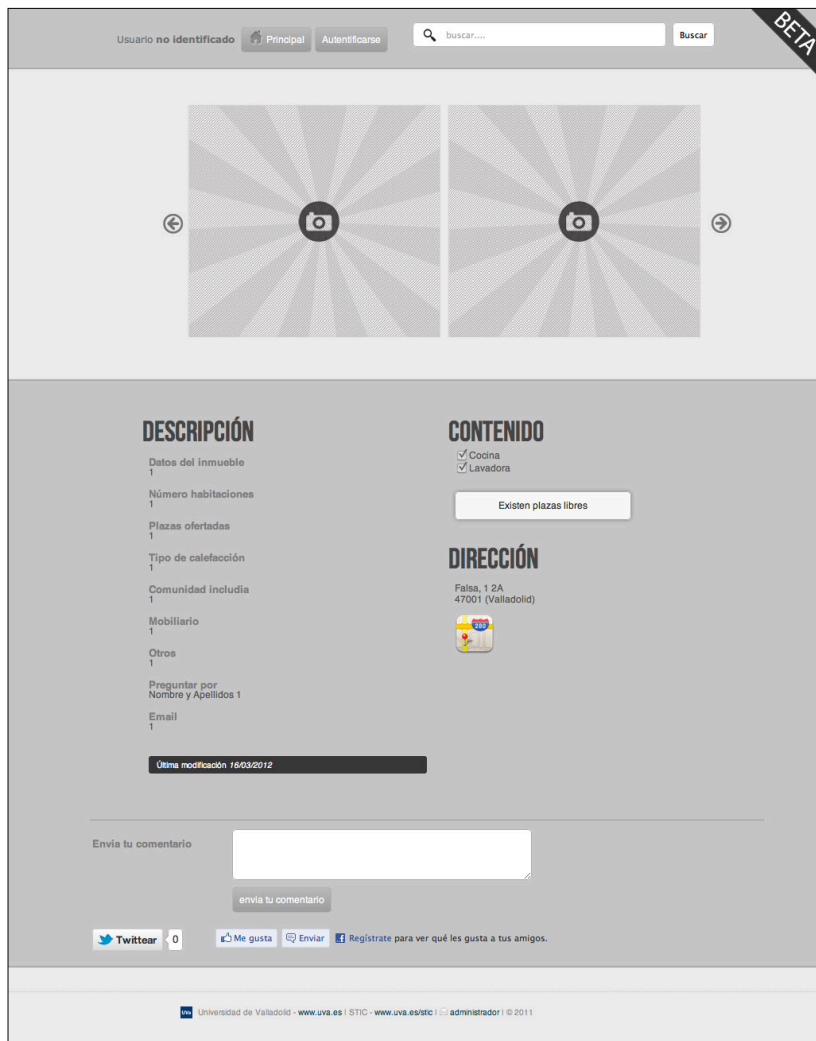 Usuario no identificado Principal Autentificarse buscar.... Buscar
BETA
DESCRIPCIÓN
Datos del inmueble
1
Número habitaciones
1
Plazas ofertadas
1
Tipo de calefacción
1
Comunidad includia
1
Mobiliario
1
Otros
1
Preguntar por
Nombre y Apellidos 1
Email
1
Última modificación 16/03/2012
CONTENIDO
Cocina
Lavadora
Existen plazas libres
DIRECCIÓN
Falsa, 1 2A
47001 (Valladolid)
280
Envia tu comentario
envia tu comentario
Twittear 0 Me gusta Enviar Regístrate para ver qué les gusta a tus amigos.
UVa Universidad de Valladolid - www.uva.es | STIC - www.uva.es/stic | administrador | © 2011